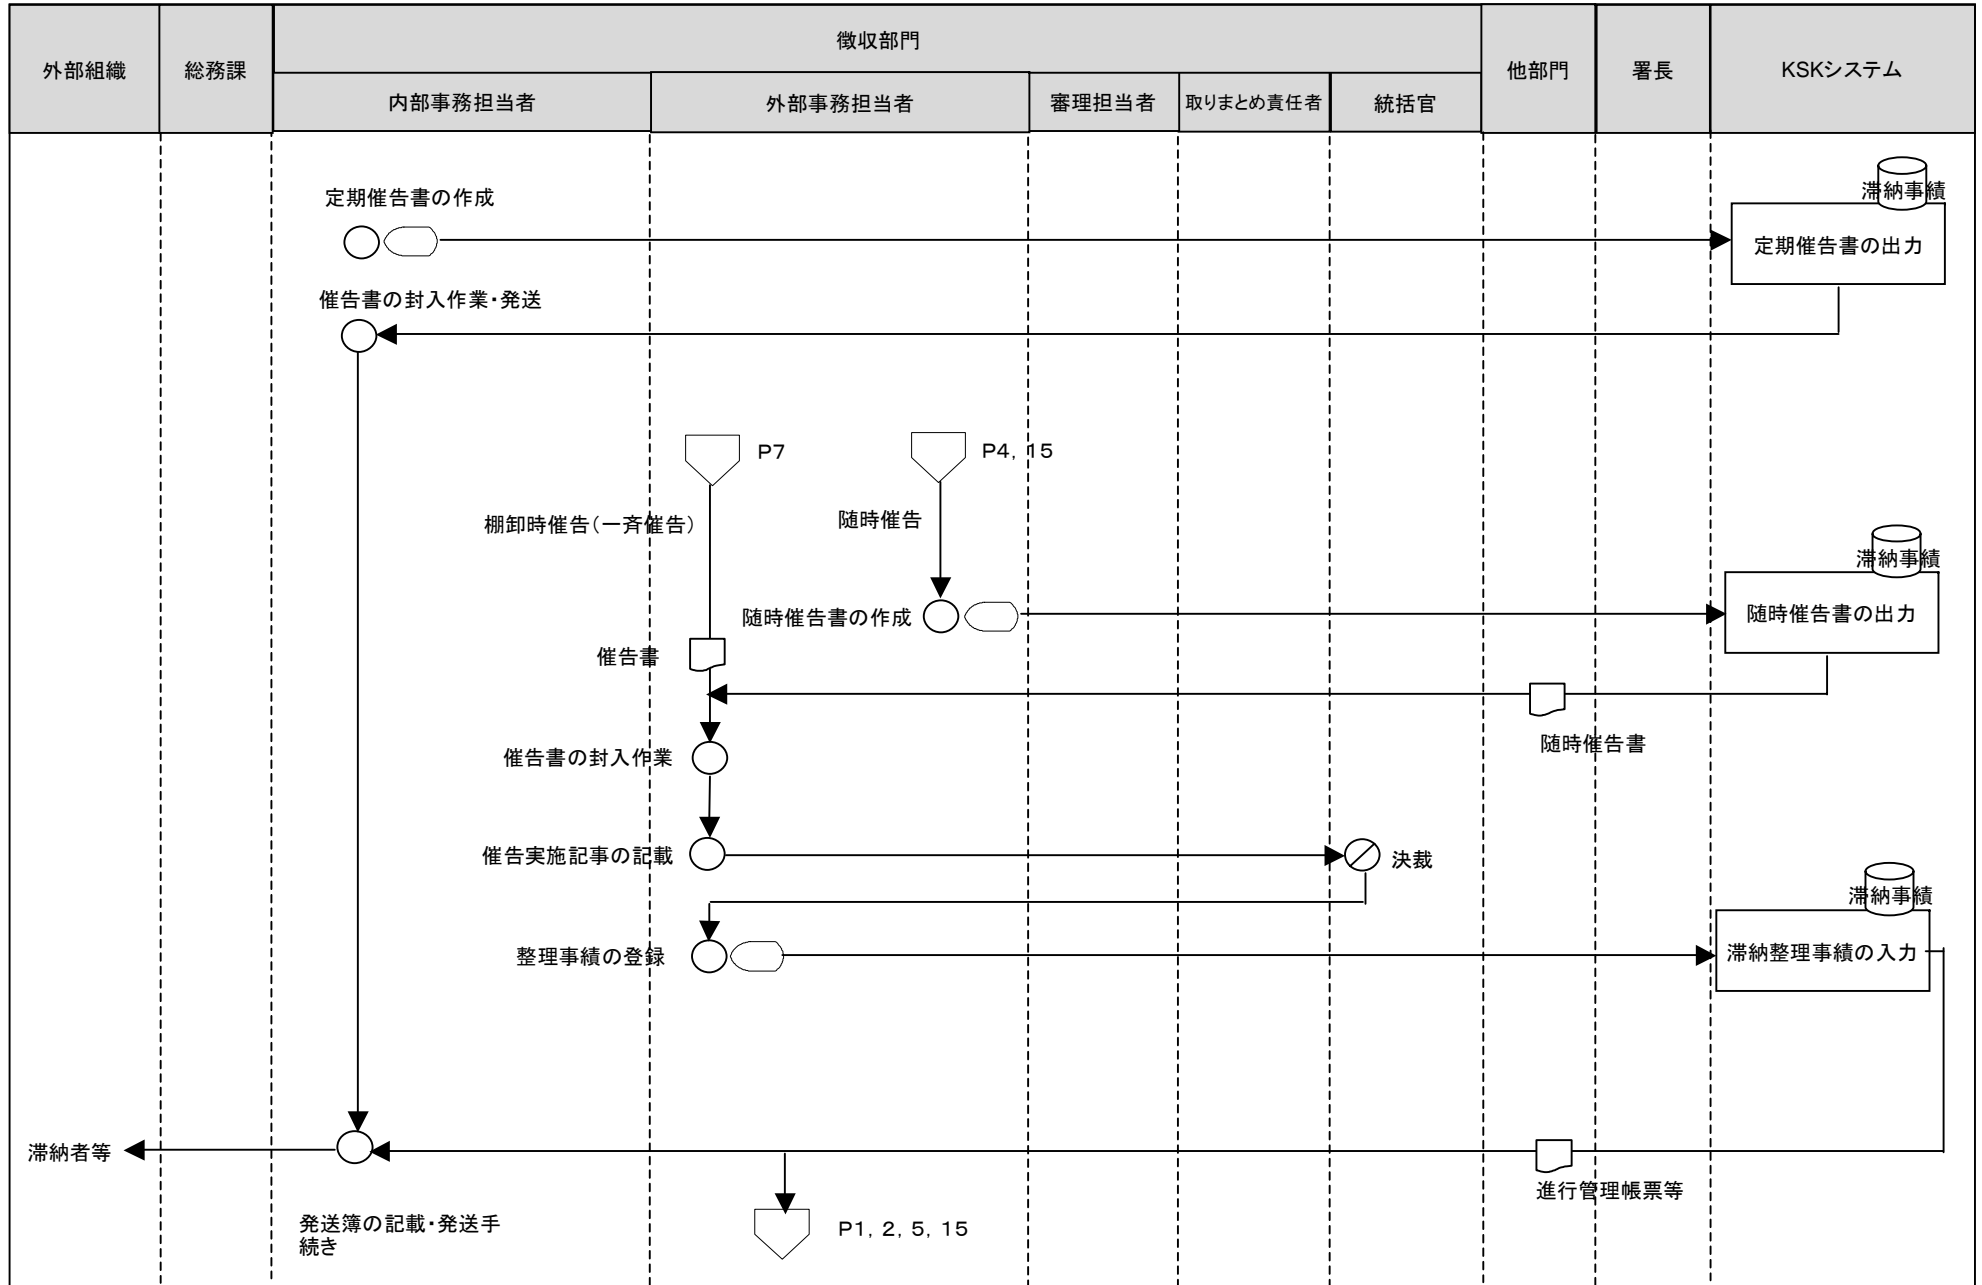 外部組織
総務課
徴収部門
他部門
署長
KSKシステム
内部事務担当者
外部事務担当者
審理担当者
取りまとめ責任者
統括官
定期催告書の作成
滞納事績
定期催告書の出力
催告書の封入作業・発送
P7
P4，15
棚卸時催告（一斉催告）
随時催告
滞納事績
随時催告書の作成
随時催告書の出力
催告書
随時催告書
催告書の封入作業
催告実施記事の記載
決裁
滞納事績
整理事績の登録
滞納整理事績の入力
滞納者等
進行管理帳票等
発送簿の記載・発送手
続き
P1，2，5，15